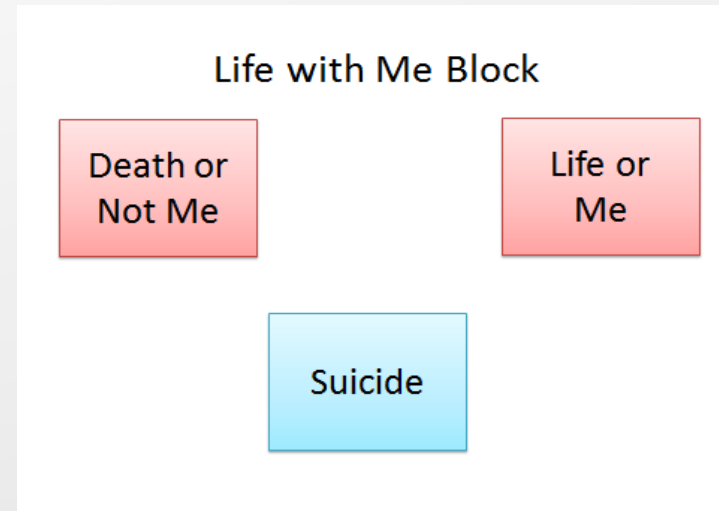 Life with Me Block
Death or
Not Me
Life or
Me
Suicide